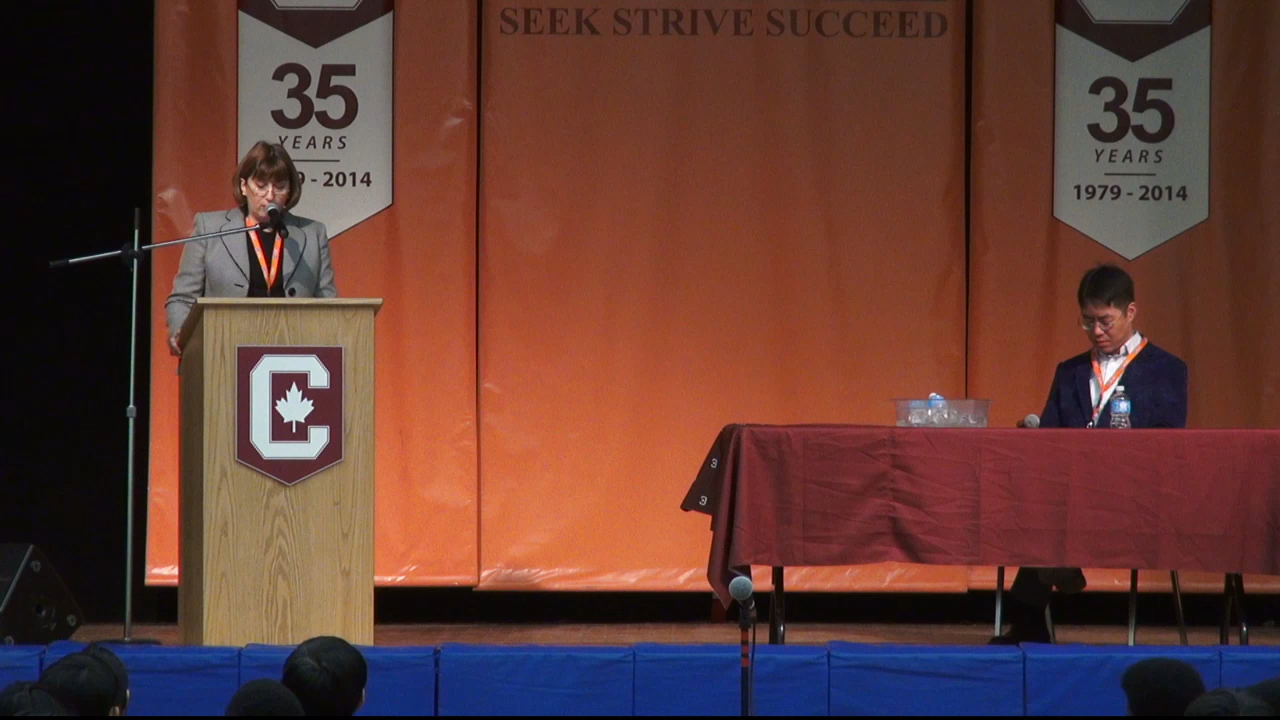 SEEK STRIVE SUCCEED
35
YEARS
9 - 2014
35
YEARS
1979 - 2014
C